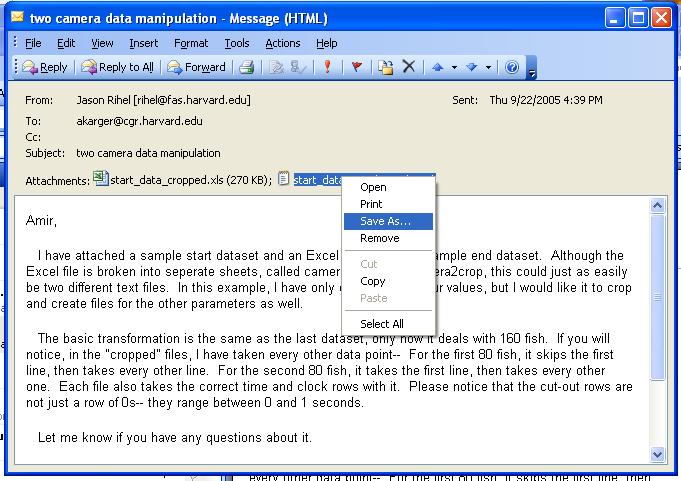 two camera data manipulation - Message (HTML)
File Edit View Insert Format Tools Actions Help
Reply Reply to All Forward
From: Jason Rihel [rihel@fas.harvard.edu] Sent: Thu 9/22/2005 4:39 PM
To: akarger@cgr.harvard.edu
Cc:
Subject: two camera data manipulation
Attachments: start_data_cropped.xls (270 KB); start_data
Open
Print
Save As...
Remove
Cut
Copy
Paste
Select All
Amir,
I have attached a sample start dataset and an Excel ample end dataset. Although the
Excel file is broken into seperate sheets, called camer era2crop, this could just as easily
be two different text files. In this example, I have only ur values, but I would like it to crop
and create files for the other parameters as well.
The basic transformation is the same as the last dataset, only now it deals with 160 fish. If you will
notice, in the "cropped" files, I have taken every other data point-- For the first 80 fish, it skips the first
line, then takes every other line. For the second 80 fish, it takes the first line, then takes every other
one. Each file also takes the correct time and clock rows with it. Please notice that the cut-out rows are
not just a row of 0s-- they range between 0 and 1 seconds.
Let me know if you have any questions about it.
every other data point-- For the first 80 fish, it skips the first line, then